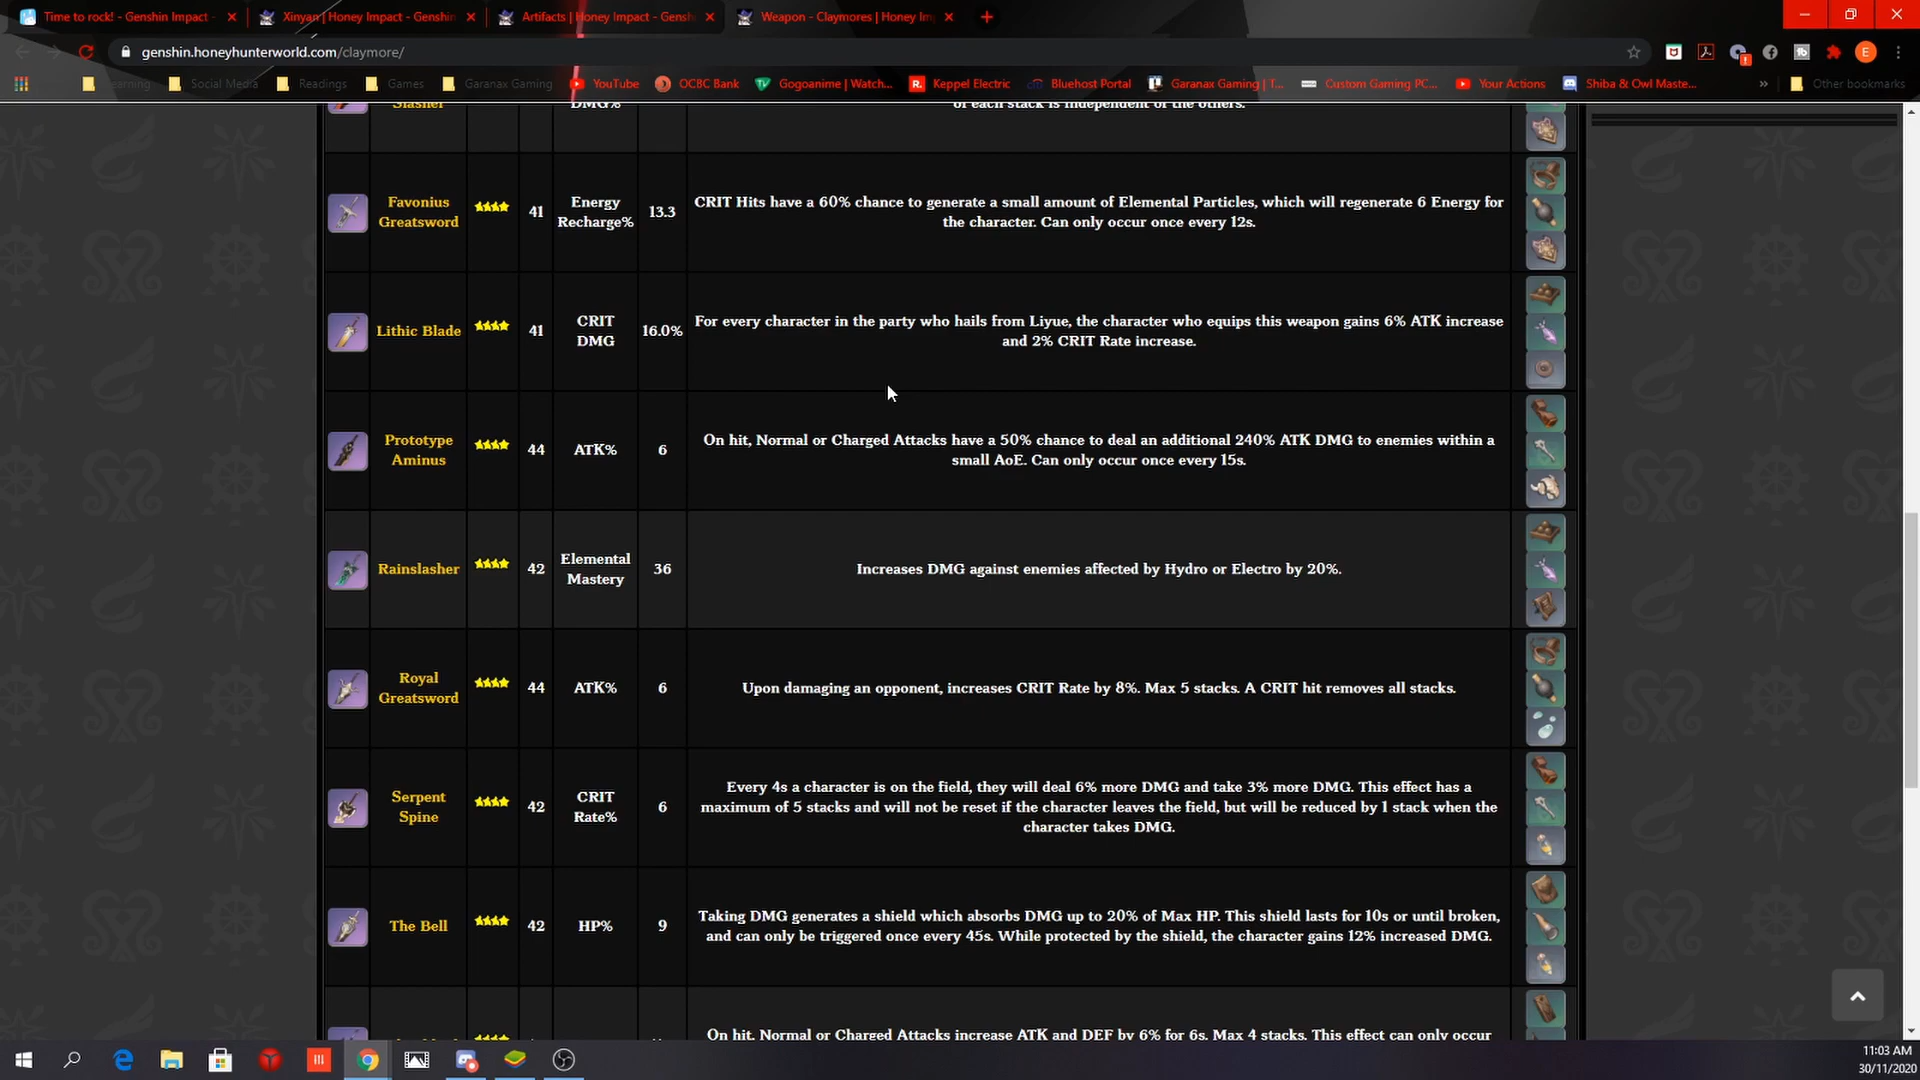 Time to rock! - Genshin Impact -
Xinyan | Honey Impact - Genshin
Artifacts | Honey Impact - Gensh
Weapon - Claymores | Honey Im
genshin.honeyhunterworld.com/claymore/
Social Media
Readings
Games
Garanax Gaming
YouTube
OCBC Bank
Gogoanime | Watch...
Keppel Electric
Bluehost Portal
Garanax Gaming | T...
Custom Gaming PC...
Your Actions
Shiba & Owl Maste...
Other bookmarks
Slasher
DMG%
of each stack is independent of the others.
Favonius
Greatsword
41
Energy
Recharge%
13.3
CRIT Hits have a 60% chance to generate a small amount of Elemental Particles, which will regenerate 6 Energy for
the character. Can only occur once every 12s.
Lithic Blade
41
CRIT
DMG
16.0%
For every character in the party who hails from Liyue, the character who equips this weapon gains 6% ATK increase
and 2% CRIT Rate increase.
Prototype
Aminus
44
ATK%
6
On hit, Normal or Charged Attacks have a 50% chance to deal an additional 240% ATK DMG to enemies within a
small AoE. Can only occur once every 15s.
Rainslasher
42
Elemental
Mastery
36
Increases DMG against enemies affected by Hydro or Electro by 20%.
Royal
Greatsword
44
ATK%
6
Upon damaging an opponent, increases CRIT Rate by 8%. Max 5 stacks. A CRIT hit removes all stacks.
Serpent
Spine
42
CRIT
Rate%
6
Every 4s a character is on the field, they will deal 6% more DMG and take 3% more DMG. This effect has a
maximum of 5 stacks and will not be reset if the character leaves the field, but will be reduced by 1 stack when the
character takes DMG.
The Bell
42
HP%
9
Taking DMG generates a shield which absorbs DMG up to 20% of Max HP. This shield lasts for 10s or until broken,
and can only be triggered once every 45s. While protected by the shield, the character gains 12% increased DMG.
On hit, Normal or Charged Attacks increase ATK and DEF by 6% for 6s. Max 4 stacks. This effect can only occur
11:03 AM
30/11/2020